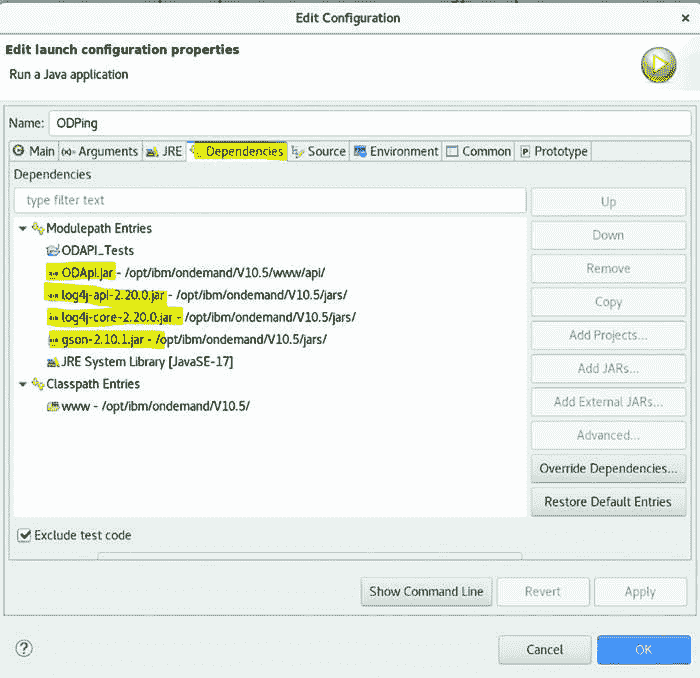 Edit Configuration
Edit launch configuration properties
Run a Java application
Name: ODPing
Main (x)= Arguments JRE Dependencies Source Environment Common P Prototype
Dependencies
type filter text
Up
Modulepath Entries
Down
ODAPI_Tests
ODApi.jar - /opt/ibm/ondemand/V10.5/www/api/
Remove
log4j-api-2.20.0.jar - /opt/ibm/ondemand/V10.5/jars/
Copy
log4j-core-2.20.0.jar - /opt/ibm/ondemand/V10.5/jars/
Add Projects...
gson-2.10.1.jar - /opt/ibm/ondemand/V10.5/jars/
JRE System Library [JavaSE-17]
Add JARs...
Classpath Entries
Add External JARs...
www - /opt/ibm/ondemand/V10.5/
Advanced...
Override Dependencies...
Restore Default Entries
Exclude test code
Show Command Line Revert Apply
? Cancel OK